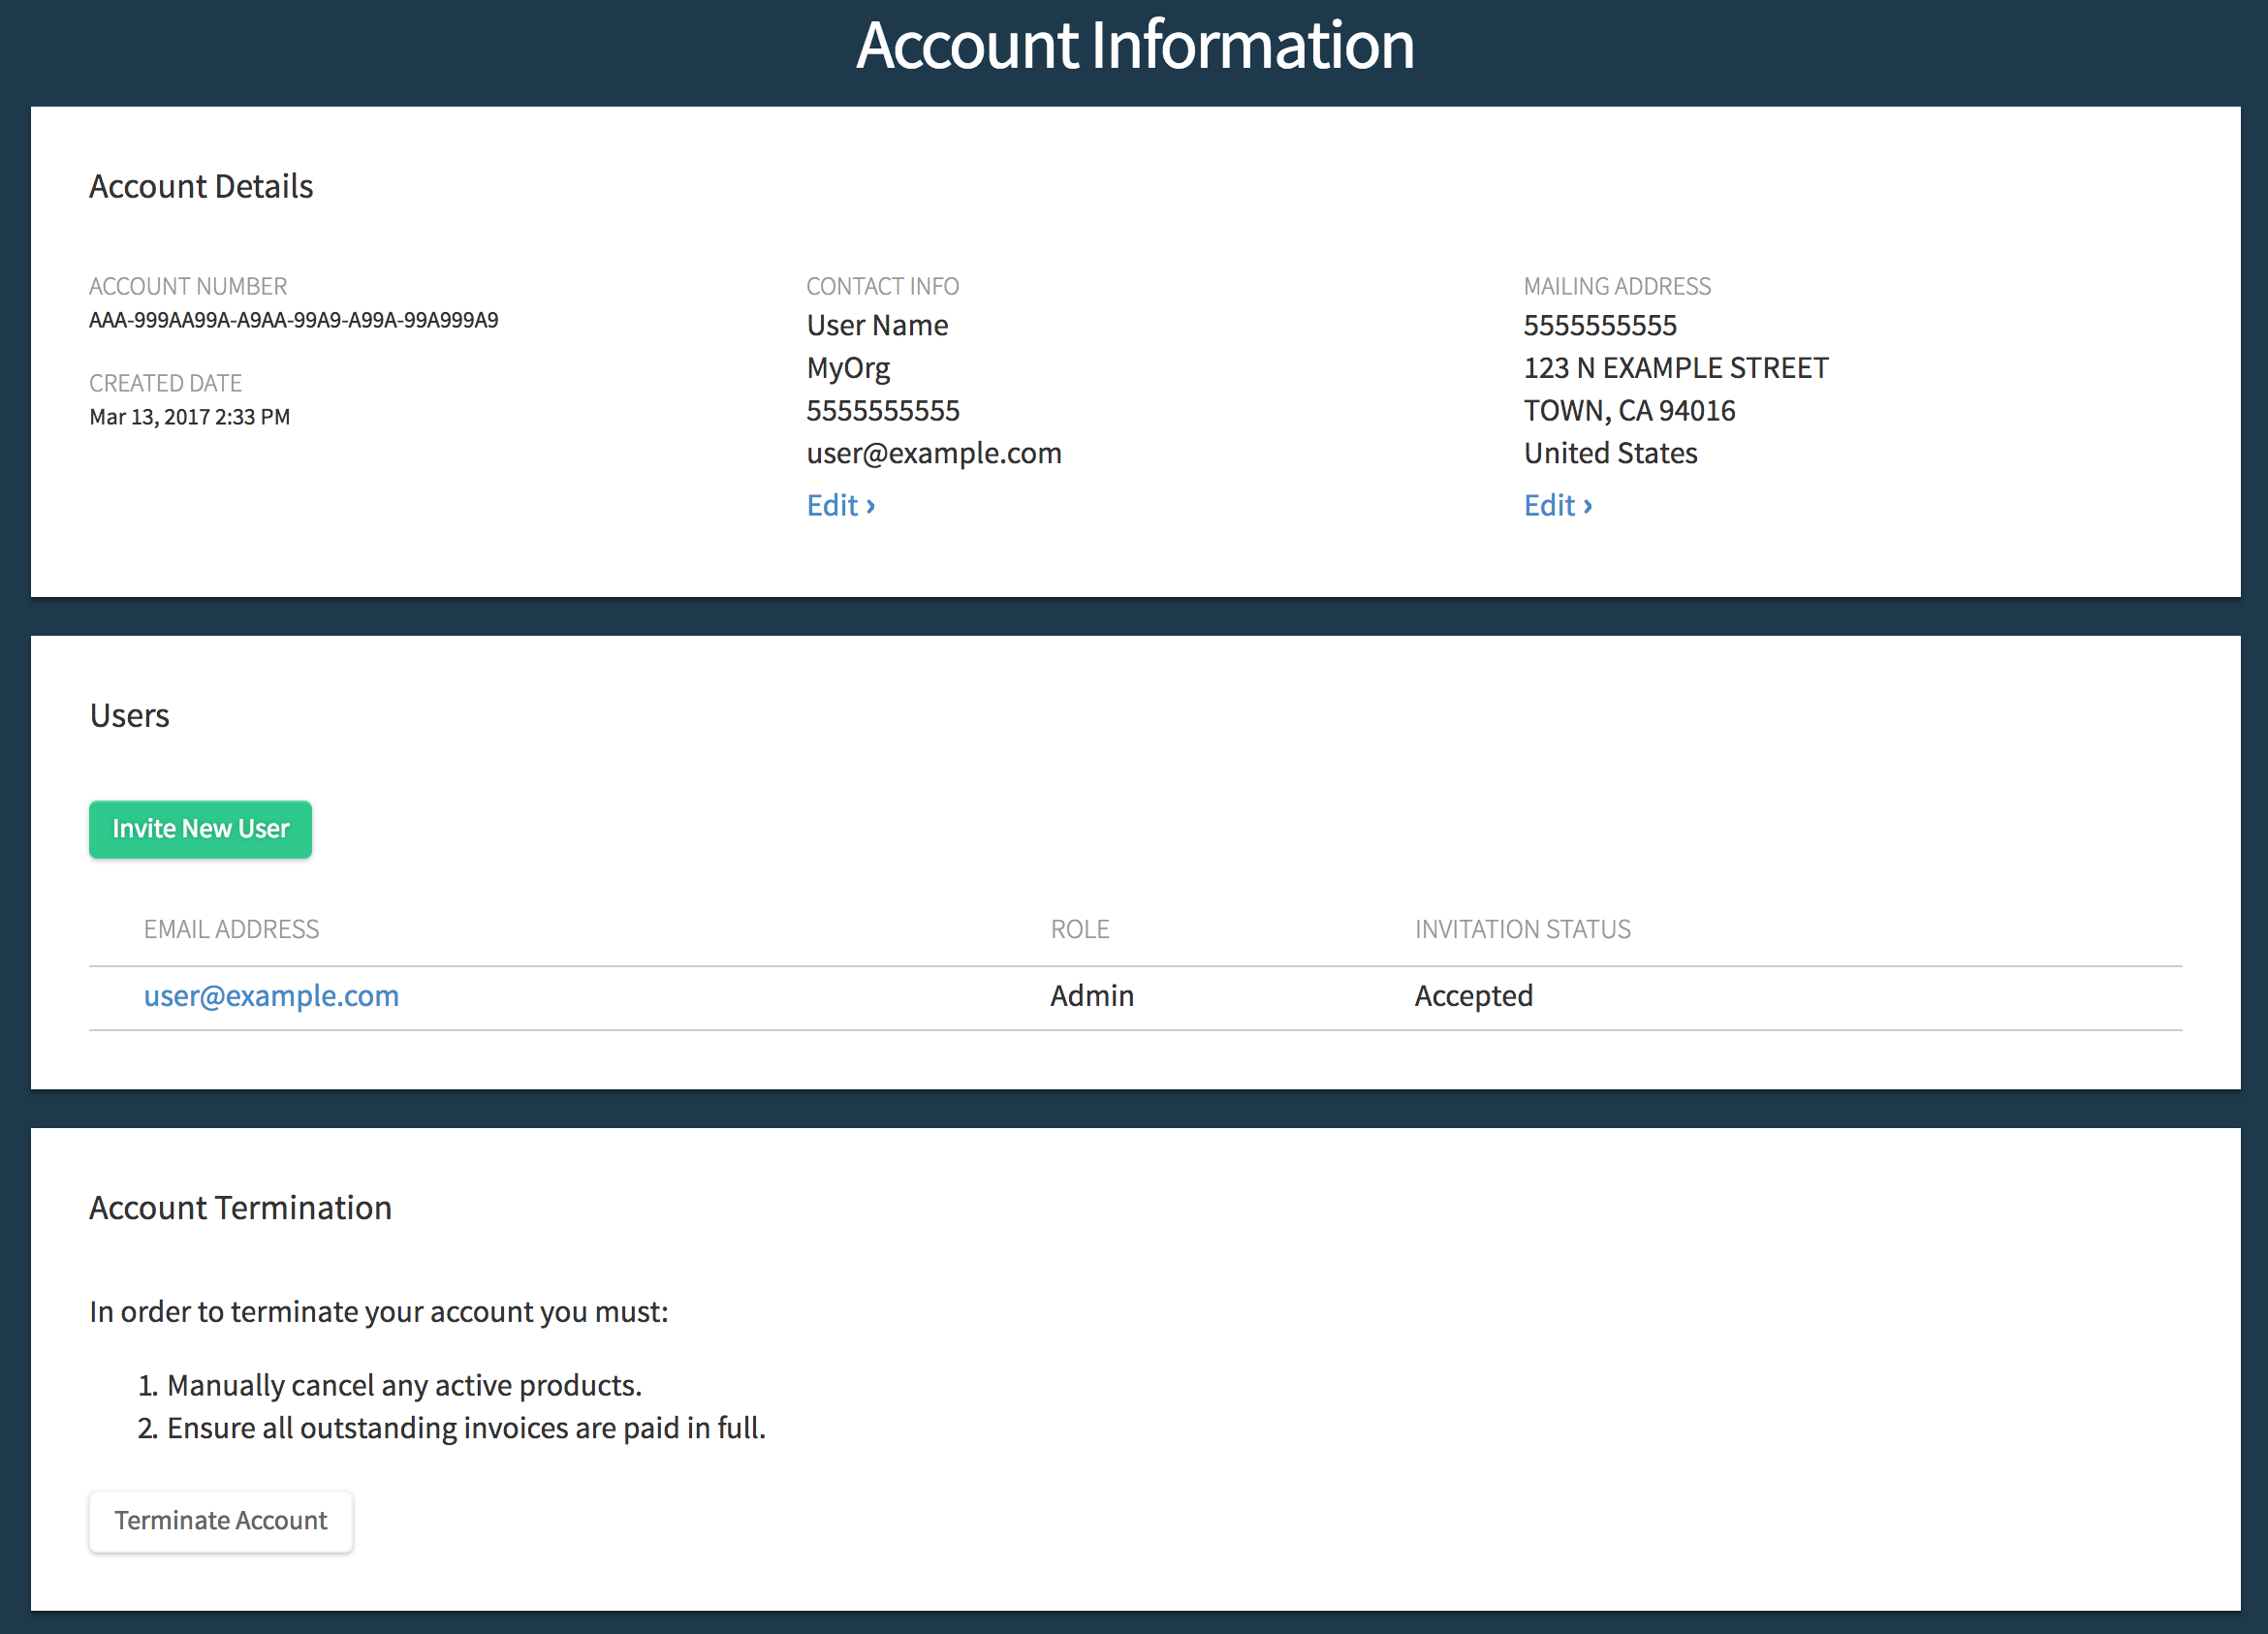 Account Information
Account Details
ACCOUNT NUMBER
AAA-999AA99A-A9AA-99A9-A99A-99A999A9
CREATED DATE
Mar 13, 2017 2:33 PM
CONTACT INFO
User Name
MyOrg
5555555555
user@example.com
Edit ›
MAILING ADDRESS
5555555555
123 N EXAMPLE STREET
TOWN, CA 94016
United States
Edit ›
Users
Invite New User
EMAIL ADDRESS ROLE INVITATION STATUS
user@example.com Admin Accepted
Account Termination
In order to terminate your account you must:
1. Manually cancel any active products.
2. Ensure all outstanding invoices are paid in full.
Terminate Account